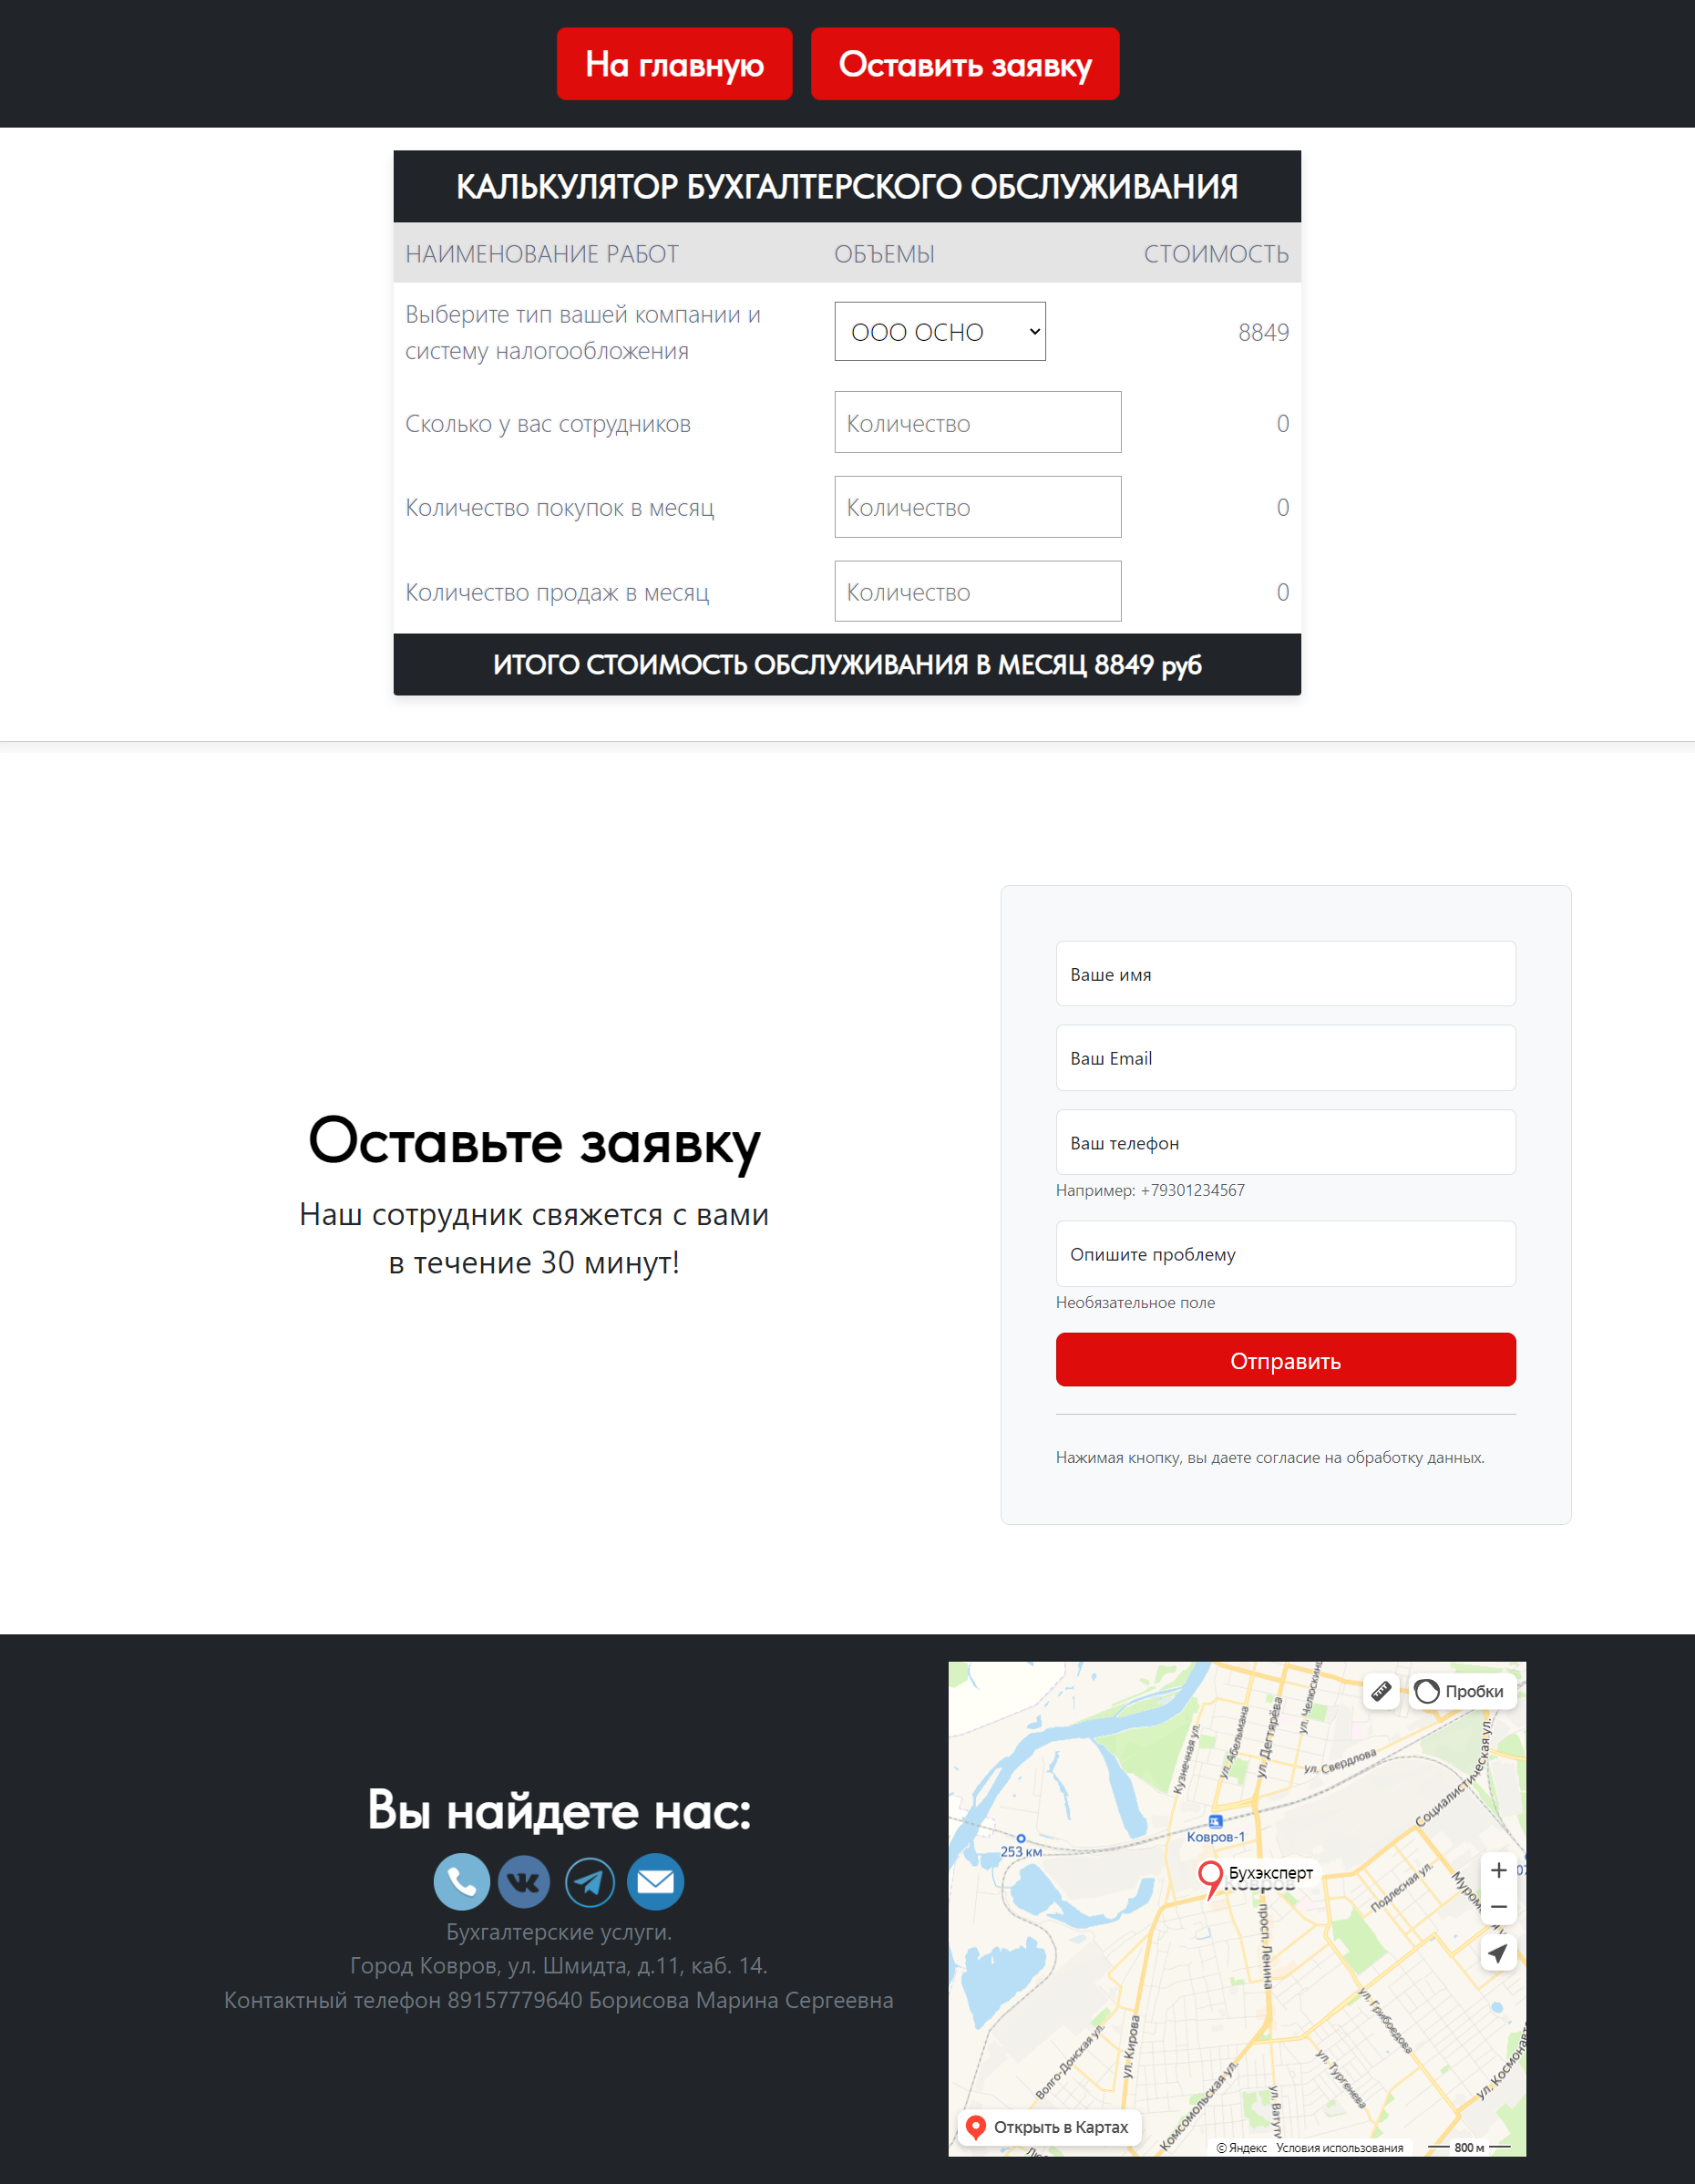 На главную
Оставить заявку
КАЛЬКУЛЯТОР БУХГАЛТЕРСКОГО ОБСЛУЖИВАНИЯ
НАИМЕНОВАНИЕ РАБОТ
ОБЪЕМЫ
СТОИМОСТЬ
Выберите тип вашей компании и
систему налогообложения
ООО ОСНО
8849
Сколько у вас сотрудников
Количество
0
Количество покупок в месяц
Количество
0
Количество продаж в месяц
Количество
0
ИТОГО СТОИМОСТЬ ОБСЛУЖИВАНИЯ В МЕСЯЦ 8849 руб
Оставьте заявку
Наш сотрудник свяжется с вами
в течение 30 минут!
Ваше имя
Ваш Email
Ваш телефон
Например: +79301234567
Опишите проблему
Необязательное поле
Отправить
Нажимая кнопку, вы даете согласие на обработку данных.
Вы найдете нас:
Бухгалтерские услуги.
Город Ковров, ул. Шмидта, д.11, каб. 14.
Контактный телефон 89157779640 Борисова Марина Сергеевна
Пробки
ул. Челюскинц
ул. Абельмана
ул. Дегтярёва
Кузнечная ул.
ул. Свердлова
Социалистическая ул.
Ковров-1
253 км
Бухэксперт
Ковров
Подлесная ул.
просп. Ленина
ул. Грибоедова
ул. Кирова
Волго-Донская ул.
ул. Тургенева
Комсомольская ул.
ул. Космонавт
ул. Ватут
Открыть в Картах
© Яндекс Условия использования
800 м